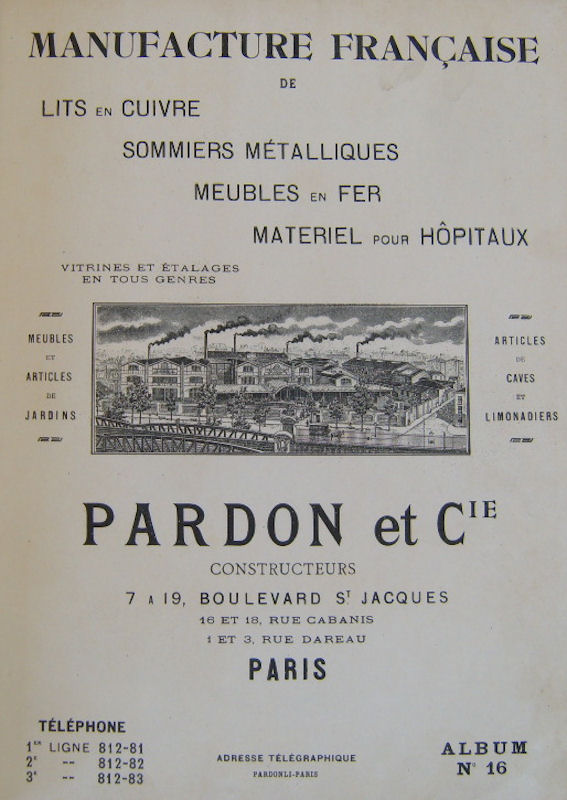 MANUFACTURE FRANÇAISE
DE
LITS EN CUIVRE
SOMMIERS MÉTALLIQUES
MEUBLES EN FER
MATERIEL POUR HÔPITAUX
VITRINES ET ÉTALAGES
EN TOUS GENRES
MEUBLES
ET
ARTICLES
DE
JARDINS
ARTICLES
DE
CAVES
ET
LIMONADIERS
PARDON et CIE
CONSTRUCTEURS
7 A 19, BOULEVARD ST JACQUES
16 ET 18, RUE CABANIS
1 ET 3, RUE DAREAU
PARIS
TÉLÉPHONE
1ER LIGNE 812-81
2E -- 812-82
3E -- 812-83
ADRESSE TÉLÉGRAPHIQUE
PARDONLI-PARIS
ALBUM
No 16